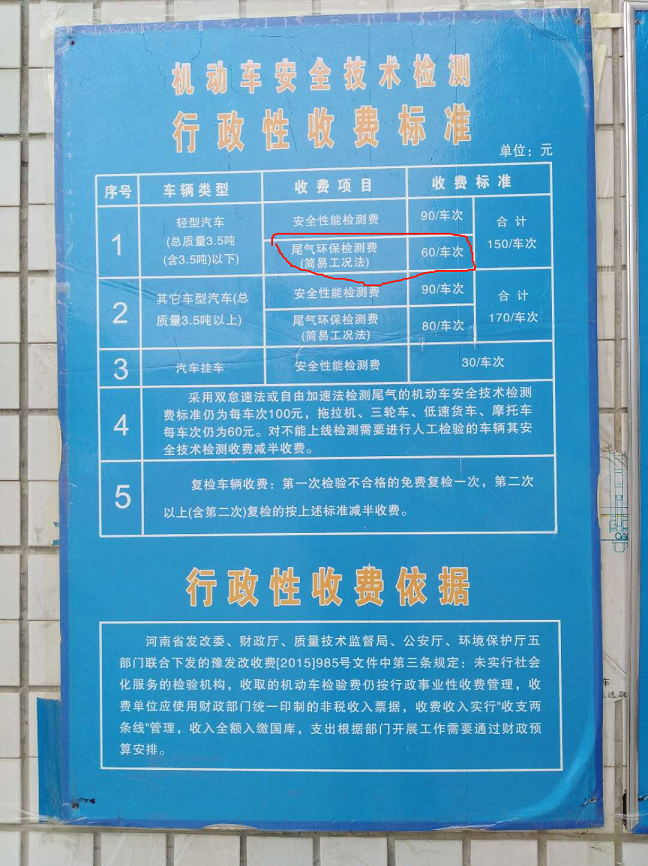 机动车安全技术检测
行政性收费标准
单位：元
序号 车辆类型 收费项目 收费标准
1
轻型汽车
(总质量3.5吨
(含3.5吨)以下)
安全性能检测费 90/车次
尾气环保检测费
(简易工况法)
60/车次
合计
150/车次
2
其它车型汽车(总
质量3.5吨以上)
安全性能检测费 90/车次
尾气环保检测费
(简易工况法)
80/车次
合计
170/车次
3 汽车挂车 安全性能检测费 30/车次
4
采用双怠速法或自由加速法检测尾气的机动车安全技术检测
费标准仍为每车次100元，拖拉机、三轮车、低速货车、摩托车
每车次仍为60元。对不能上线检测需要进行人工检验的车辆其安
全技术检测收费减半收费。
5
复检车辆收费：第一次检验不合格的免费复检一次，第二次
以上(含第二次)复检的按上述标准减半收费。
行政性收费依据
河南省发改委、财政厅、质量技术监督局、公安厅、环境保护厅五
部门联合下发的豫发改收费[2015]985号文件中第三条规定：未实行社会
化服务的检验机构，收取的机动车检验费仍按行政事业性收费管理，收
费单位应使用财政部门统一印制的非税收入票据，收费收入实行"收支两
条线"管理，收入全额入缴国库，支出根据部门开展工作需要通过财政预
算安排。
车